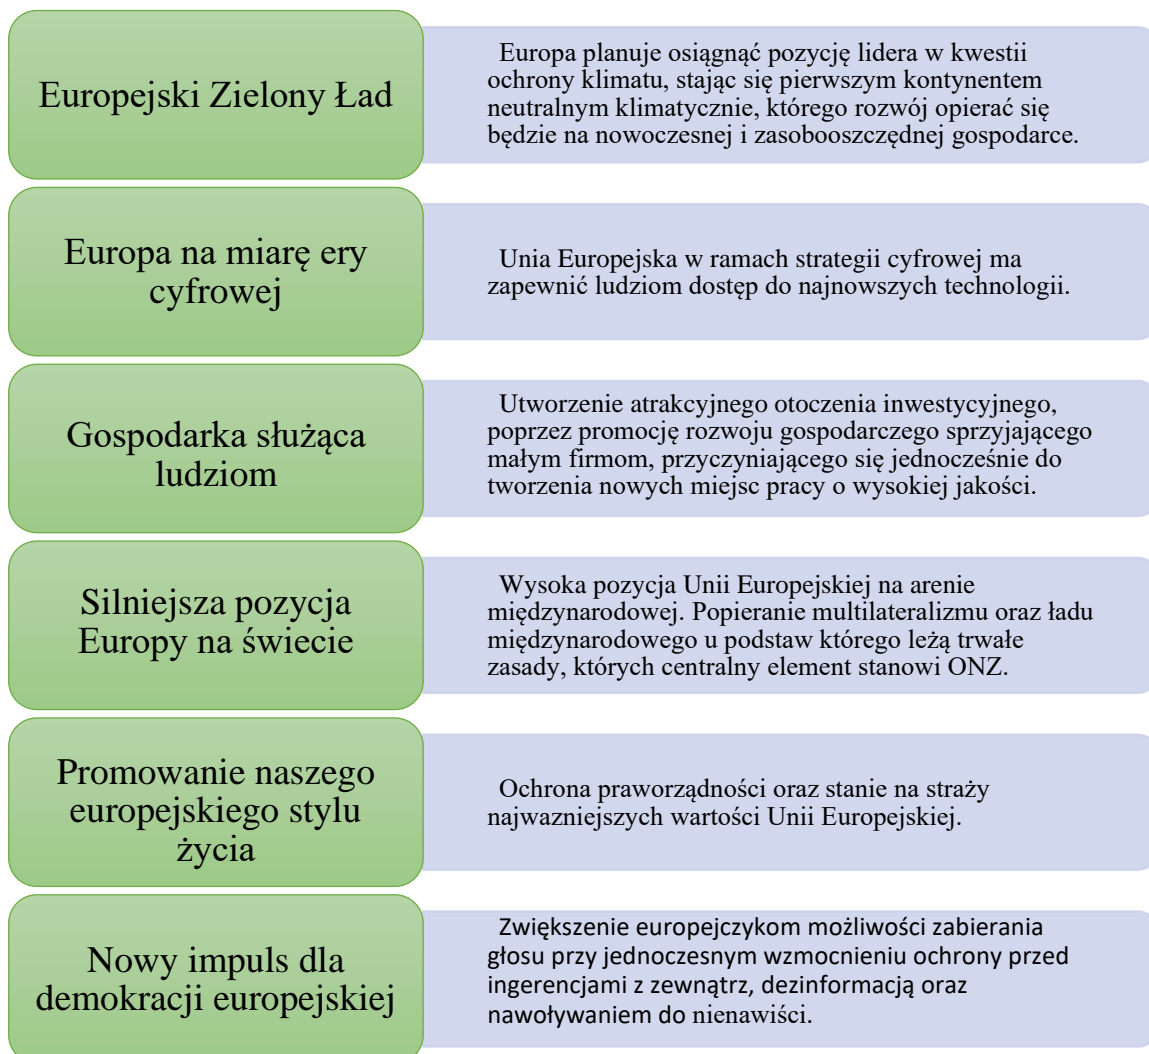 Europejski Zielony Ład
Europa planuje osiągnąć pozycję lidera w kwestii
ochrony klimatu, stając się pierwszym kontynentem
neutralnym klimatycznie, którego rozwój opierać się
będzie na nowoczesnej i zasobooszczędnej gospodarce.
Europa na miarę ery
cyfrowej
Unia Europejska w ramach strategii cyfrowej ma
zapewnić ludziom dostęp do najnowszych technologii.
Gospodarka służąca
ludziom
Utworzenie atrakcyjnego otoczenia inwestycyjnego,
poprzez promocję rozwoju gospodarczego sprzyjającego
małym firmom, przyczyniającego się jednocześnie do
tworzenia nowych miejsc pracy o wysokiej jakości.
Silniejsza pozycja
Europy na świecie
Wysoka pozycja Unii Europejskiej na arenie
międzynarodowej. Popieranie multilateralizmu oraz ładu
międzynarodowego u podstaw którego leżą trwałe
zasady, których centralny element stanowi ONZ.
Promowanie naszego
europejskiego stylu
życia
Ochrona praworządności oraz stanie na straży
najwazniejszych wartości Unii Europejskiej.
Nowy impuls dla
demokracji europejskiej
Zwiększenie europejczykom możliwości zabierania
głosu przy jednoczesnym wzmocnieniu ochrony przed
ingerencjami z zewnątrz, dezinformacją oraz
nawoływaniem do nienawiści.